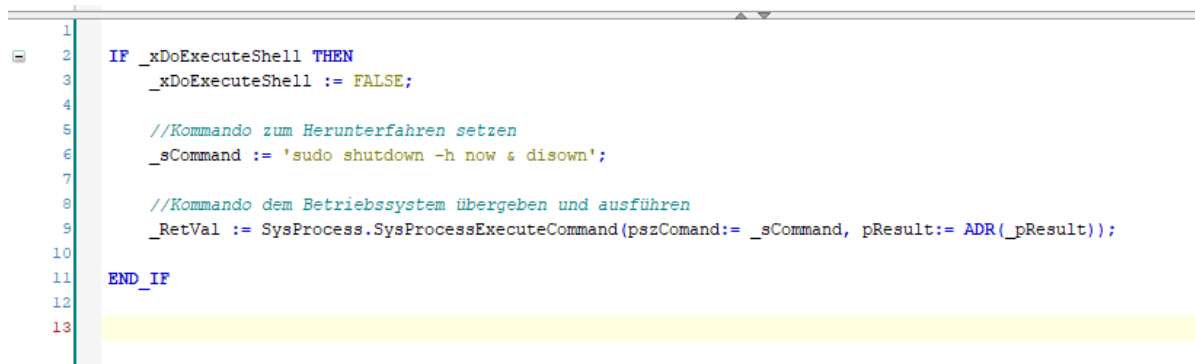 1
2 IF _xDoExecuteShell THEN
3 _xDoExecuteShell := FALSE;
4
5 //Kommando zum Herunterfahren setzen
6 _sCommand := 'sudo shutdown -h now & disown';
7
8 //Kommando dem Betriebssystem übergeben und ausführen
9 _RetVal := SysProcess.SysProcessExecuteCommand(pszComand:= _sCommand, pResult:= ADR(_pResult));
10
11 END_IF
12
13